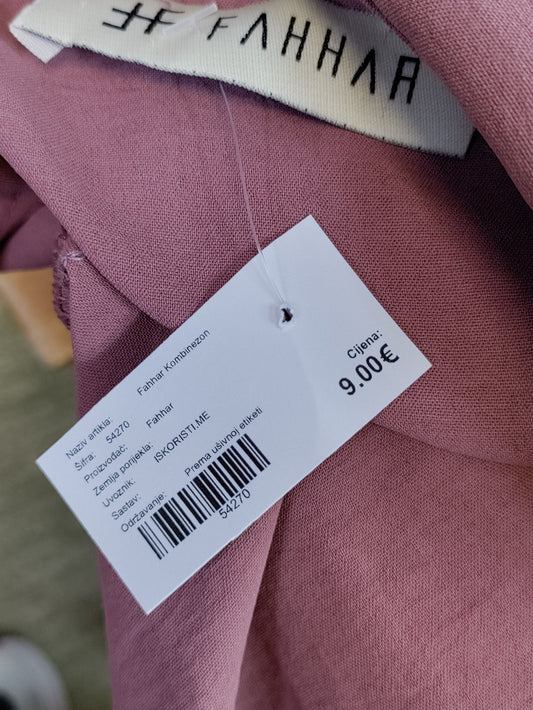 FAHHAR
Naziv artikla: Fahhar Kombinezon
Šifra: 54270
Proizvođač: Fahhar
Zemlja porijekla:
Uvoznik: ISKORISTI.ME
Sastav:
Održavanje: Prema ušivnoi etiketi
54270
Cijena:
9.00€